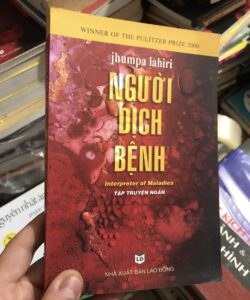 WINNER OF THE PULITZER PRIZE 2000
jhumpa lahiri
NGƯỜI
DỊCH
BỆNH
Interpreter of Maladies
TẬP TRUYỆN NGẮN
NHÀ XUẤT BẢN LAO ĐỘNG